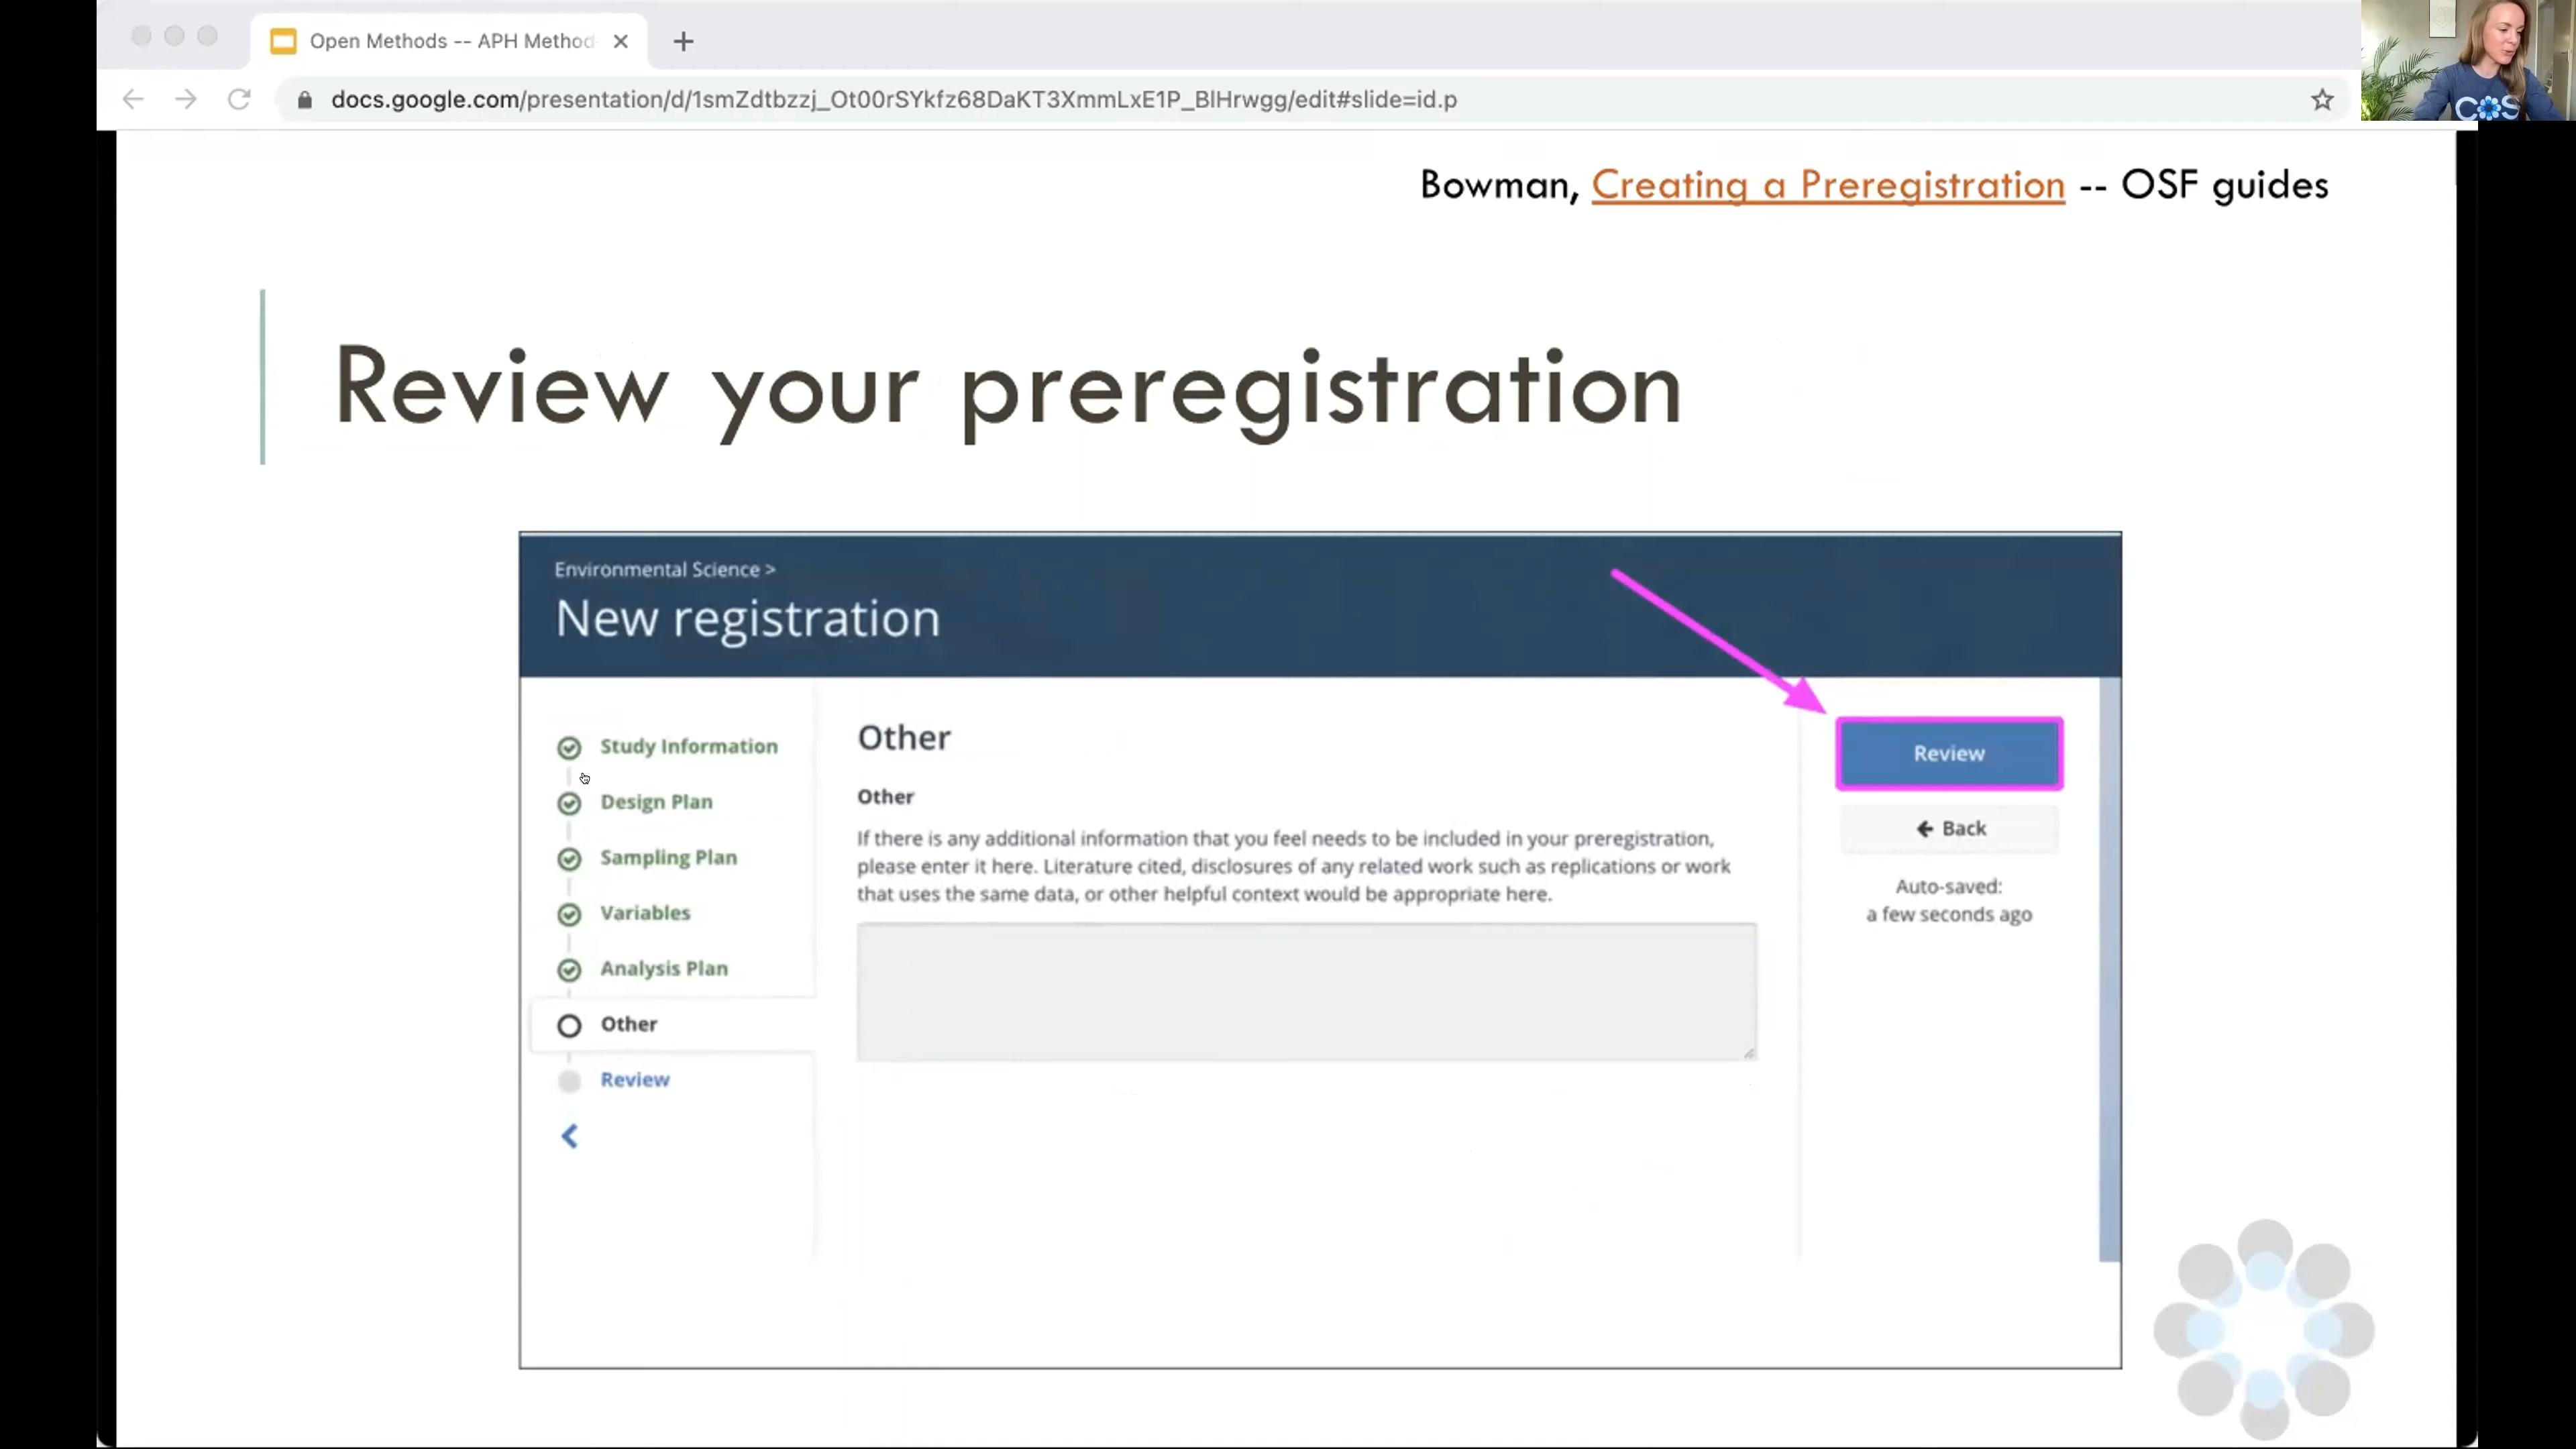 Open Methods -- APH Method
docs.google.com/presentation/d/1smZdtbzzj_Ot00rSYkfz68DaKT3XmmLxE1P_BlHrwgg/edit#slide=id.p
COS
Bowman, Creating a Preregistration -- OSF guides
Review your preregistration
Environmental Science >
New registration
Study Information
Design Plan
Sampling Plan
Variables
Analysis Plan
Other
Review
Other
Other
If there is any additional information that you feel needs to be included in your preregistration,
please enter it here. Literature cited, disclosures of any related work such as replications or work
that uses the same data, or other helpful context would be appropriate here.
Review
Back
Auto-saved:
a few seconds ago